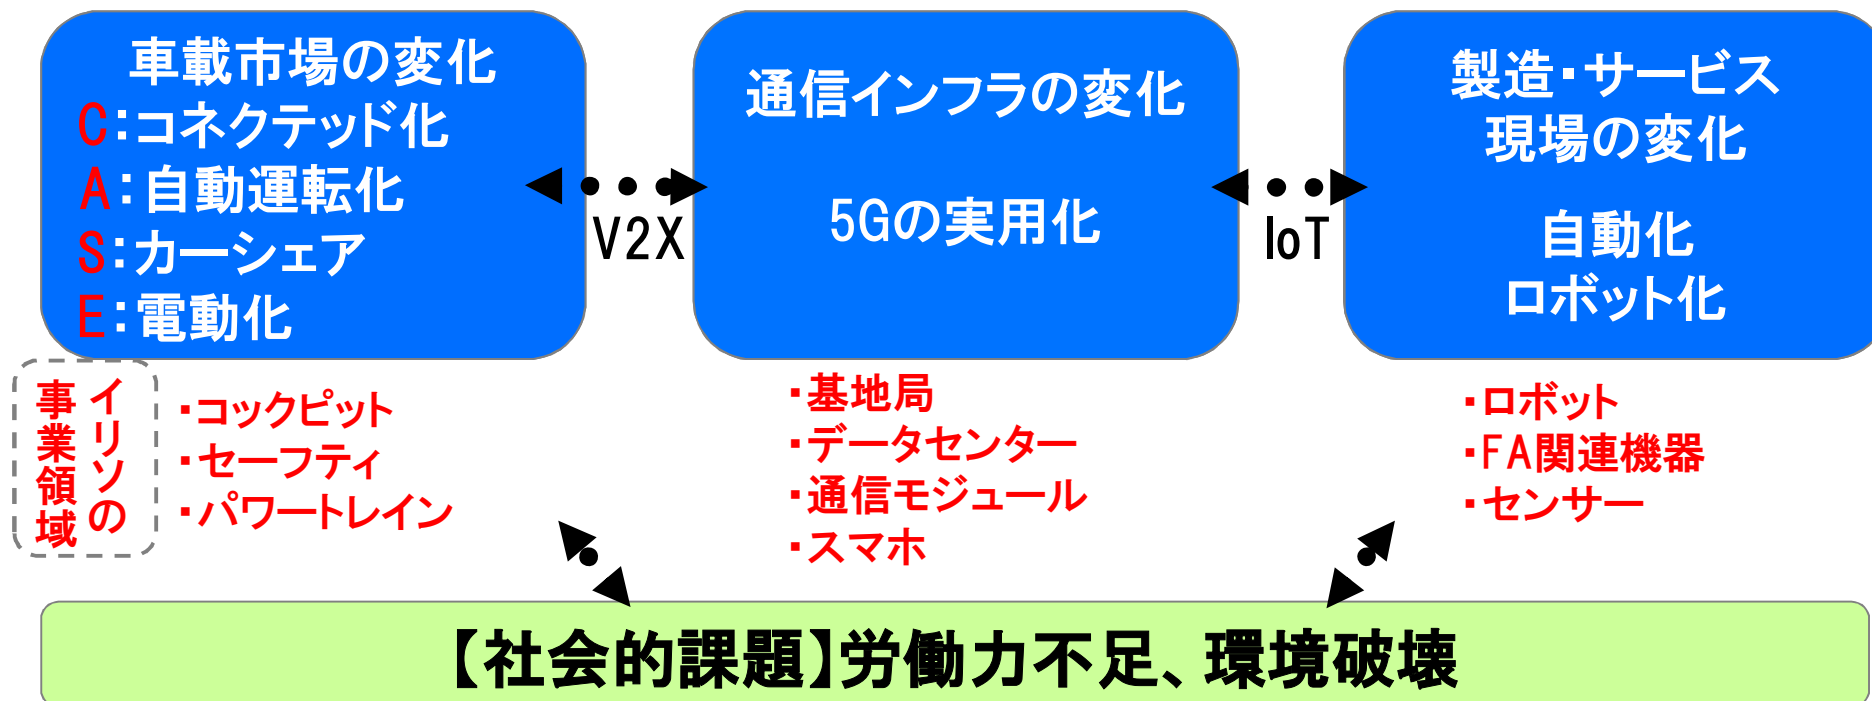 車載市場の変化
C:コネクテッド化
A:自動運転化
S:カーシェア
E:電動化
V2X
通信インフラの変化
5Gの実用化
IoT
製造・サービス
現場の変化
自動化
ロボット化
イリソの
事業領域
・コックピット
・セーフティ
・パワートレイン
・基地局
・データセンター
・通信モジュール
・スマホ
・ロボット
・FA関連機器
・センサー
【社会的課題】労働力不足、環境破壊